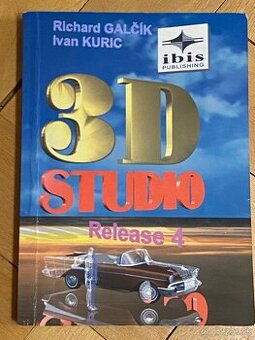 Richard GALČÍK
Ivan KURIC
ibis
PUBLISHING
3D
STUDIO
Release 4